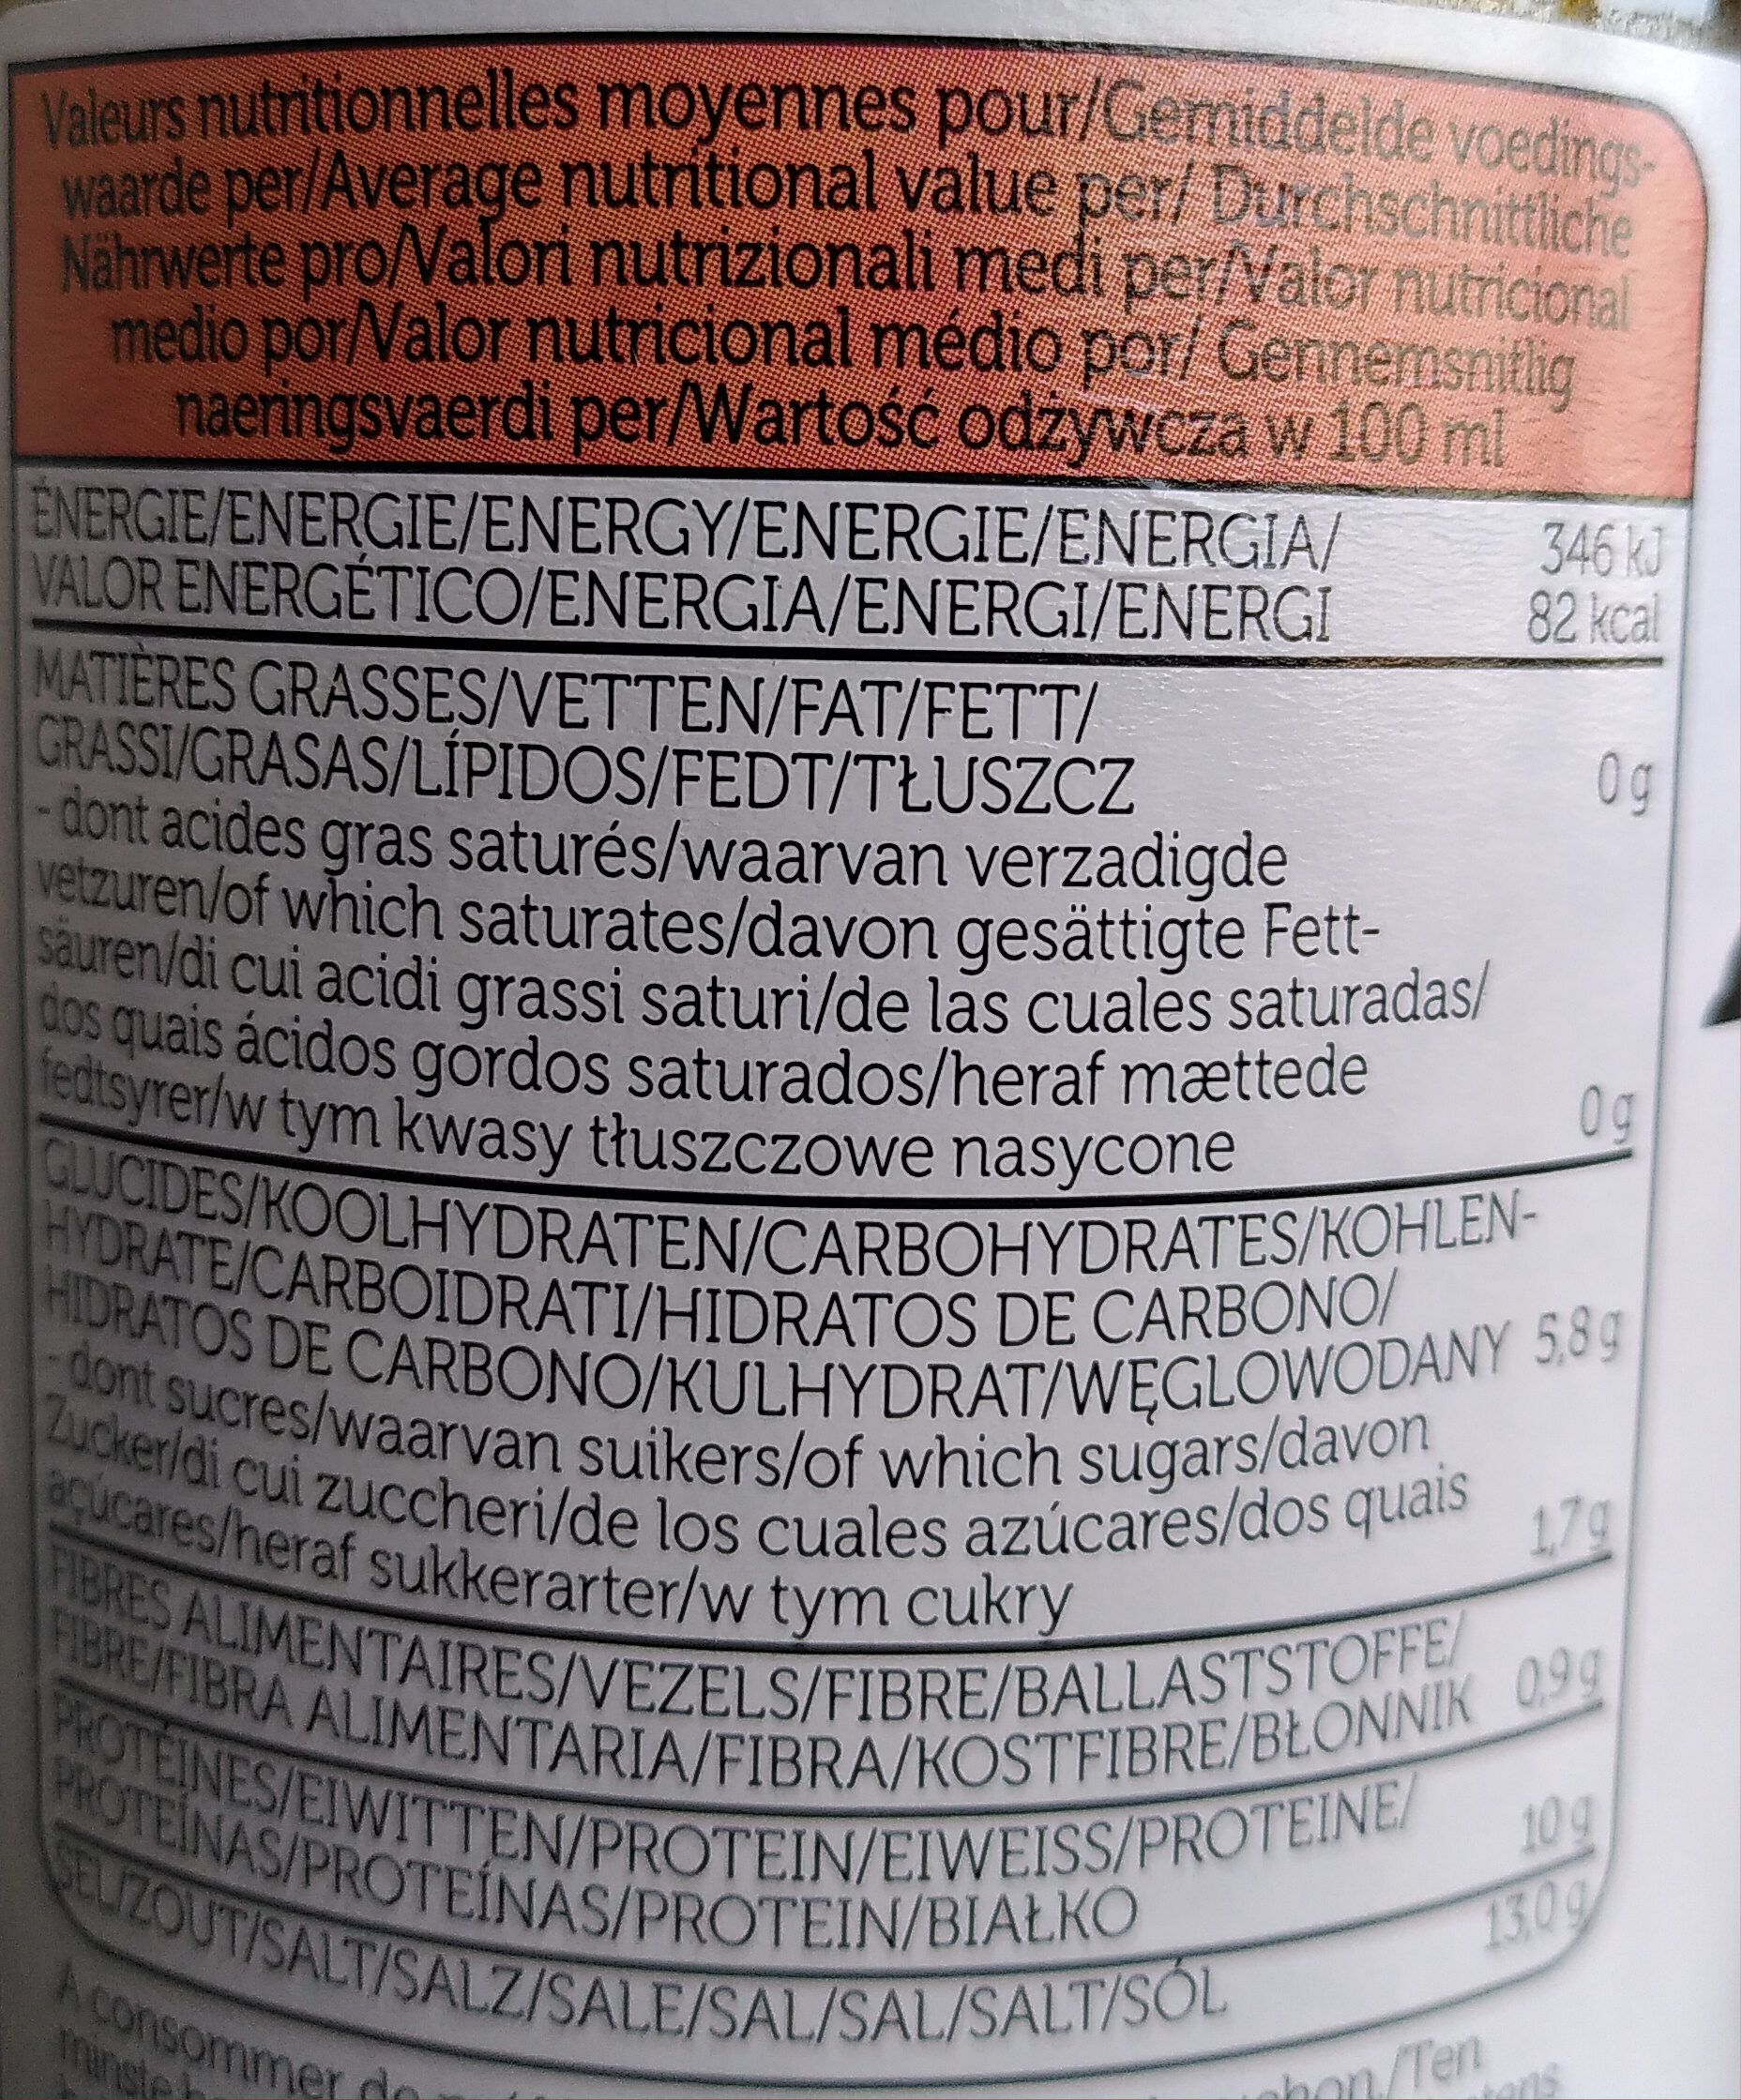 Valeurs nutritionnelles moyennes pour/Gemiddelde voedings-
waarde per/Average nutritional value per/ Durchschnittliche
Nährwerte pro/Valori nutrizionali medi per/Valor nutricional
medio por/Valor nutricional médio por/ Gennemsnitlig
naeringsvaerdi per/Wartość odżywcza w 100 ml
ÉNERGIE/ENERGIE/ENERGY/ENERGIE/ENERGIA/ 346 kJ
VALOR ENERGÉTICO/ENERGIA/ENERGI/ENERGI 82 kcal
MATIÈRES GRASSES/VETTEN/FAT/FETT/
GRASSI/GRASAS/LÍPIDOS/FEDT/TŁUSZCZ 0 g
- dont acides gras saturés/waarvan verzadigde
vetzuren/of which saturates/davon gesättigte Fett-
säuren/di cui acidi grassi saturi/de las cuales saturadas/
dos quais ácidos gordos saturados/heraf mættede
fedtsyrer/w tym kwasy tłuszczowe nasycone 0 g
GLUCIDES/KOOLHYDRATEN/CARBOHYDRATES/KOHLEN-
HYDRATE/CARBOIDRATI/HIDRATOS DE CARBONO/
HIDRATOS DE CARBONO/KULHYDRAT/WĘGLOWODANY 5,8 g
- dont sucres/waarvan suikers/of which sugars/davon
Zucker/di cui zuccheri/de los cuales azúcares/dos quais
açúcares/heraf sukkerarter/w tym cukry 1,7 g
FIBRES ALIMENTAIRES/VEZELS/FIBRE/BALLASTSTOFFE/
FIBRE/FIBRA ALIMENTARIA/FIBRA/KOSTFIBRE/BŁONNIK 0,9 g
PROTÉINES/EIWITTEN/PROTEIN/EIWEISS/PROTEINE/
PROTEÍNAS/PROTEÍNAS/PROTEIN/BIAŁKO 10 g
SEL/ZOUT/SALT/SALZ/SALE/SAL/SAL/SALT/SÓL 13,0 g
A consommer de /Ten
minste